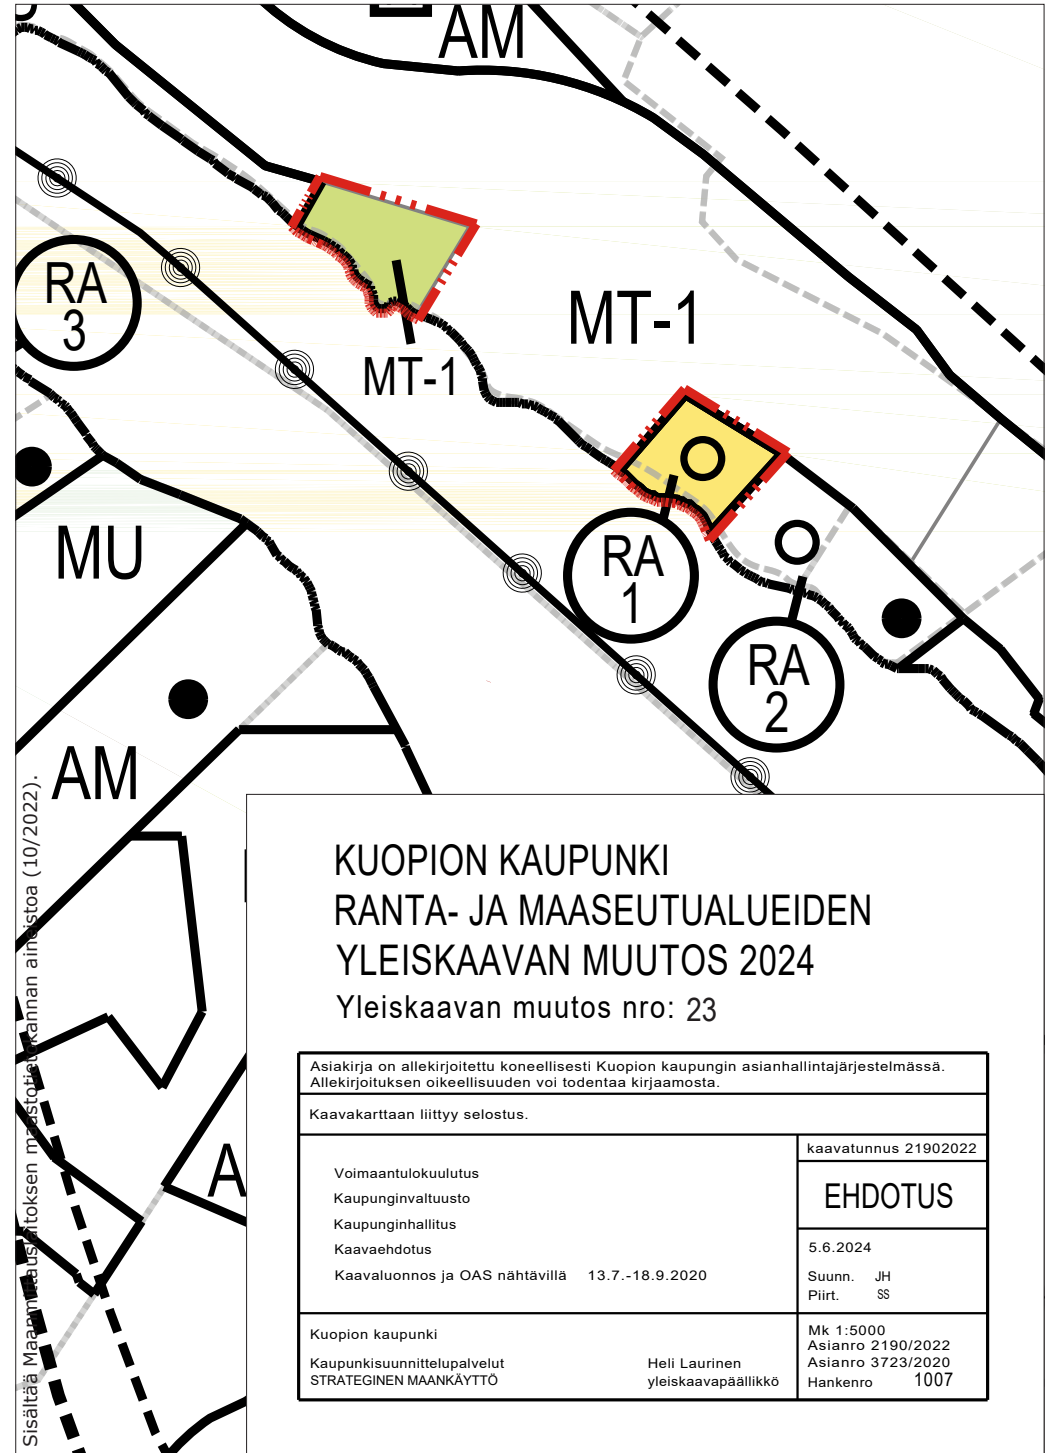 AM
RA
3
MT-1
MT-1
RA
1
RA
2
MU
AM
A
Sisältää Maanmittauslaitoksen maastotietokannan aineistoa (10/2022).
KUOPION KAUPUNKI
RANTA- JA MAASEUTUALUEIDEN
YLEISKAAVAN MUUTOS 2024
Yleiskaavan muutos nro: 23
Asiakirja on allekirjoitettu koneellisesti Kuopion kaupungin asianhallintajärjestelmässä.
Allekirjoituksen oikeellisuuden voi todentaa kirjaamosta.
Kaavakarttaan liittyy selostus.
kaavatunnus 21902022
Voimaantulokuulutus
Kaupunginvaltuusto
Kaupunginhallitus
Kaavaehdotus
Kaavaluonnos ja OAS nähtävillä 13.7.-18.9.2020
EHDOTUS
5.6.2024
Suunn. JH
Piirt. SS
Kuopion kaupunki
Kaupunkisuunnittelupalvelut
STRATEGINEN MAANKÄYTTÖ
Heli Laurinen
yleiskaavapäällikkö
Mk 1:5000
Asianro 2190/2022
Asianro 3723/2020
Hankenro 1007